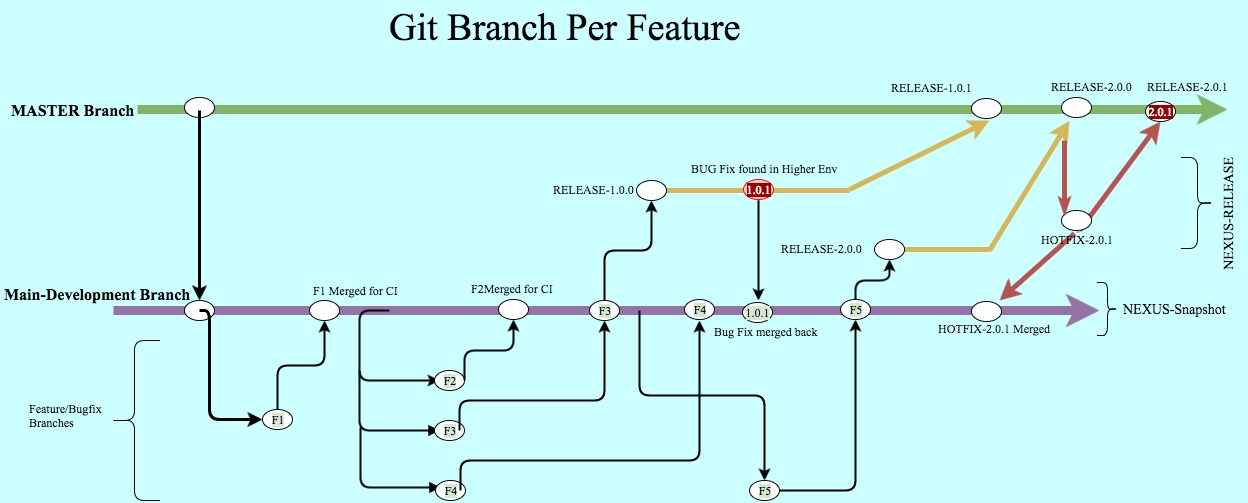 Git Branch Per Feature
RELEASE-1.0.1
RELEASE-2.0.0
RELEASE-2.0.1
MASTER Branch
2.0.1
BUG Fix found in Higher Env
RELEASE-1.0.0
1.0.1
NEXUS-RELEASE
HOTFIX-2.0.1
RELEASE-2.0.0
Main-Development Branch
F1 Merged for CI
F2Merged for CI
F3
F4
1.0.1
F5
NEXUS-Snapshot
Bug Fix merged back
HOTFIX-2.0.1 Merged
F2
Feature/Bugfix
Branches
F1
F3
F4
F5